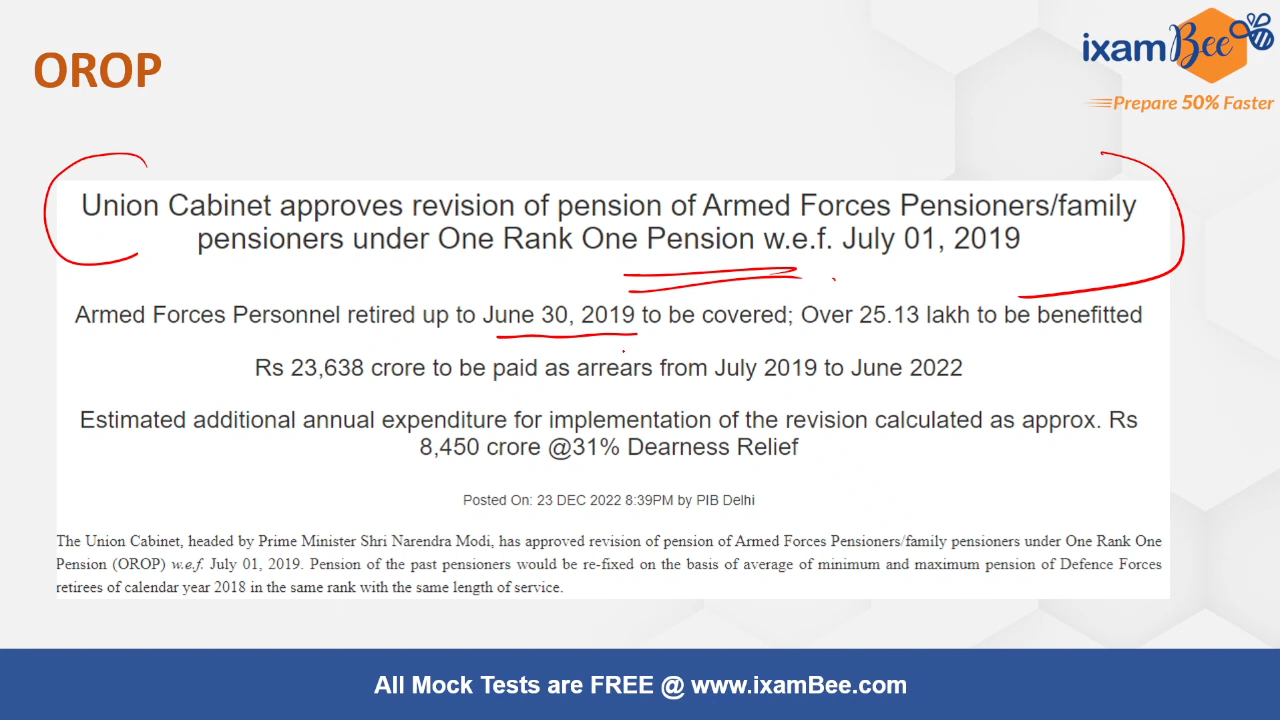 OROP
ixamBee
Prepare 50% Faster
Union Cabinet approves revision of pension of Armed Forces Pensioners/family
pensioners under One Rank One Pension w.e.f. July 01, 2019
Armed Forces Personnel retired up to June 30, 2019 to be covered; Over 25.13 lakh to be benefitted
Rs 23,638 crore to be paid as arrears from July 2019 to June 2022
Estimated additional annual expenditure for implementation of the revision calculated as approx. Rs
8,450 crore @31% Dearness Relief
Posted On: 23 DEC 2022 8:39PM by PIB Delhi
The Union Cabinet, headed by Prime Minister Shri Narendra Modi, has approved revision of pension of Armed Forces Pensioners/family pensioners under One Rank One
Pension (OROP) w.e.f. July 01, 2019. Pension of the past pensioners would be re-fixed on the basis of average of minimum and maximum pension of Defence Forces
retirees of calendar year 2018 in the same rank with the same length of service.
All Mock Tests are FREE @ www.ixamBee.com